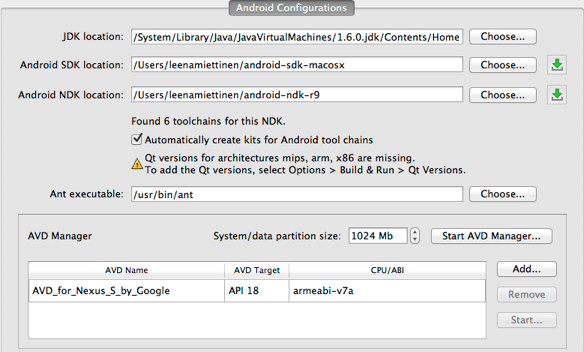 Android Configurations
JDK location: /System/Library/Java/JavaVirtualMachines/1.6.0.jdk/Contents/Home Choose...
Android SDK location: /Users/leenamiettinen/android-sdk-macosx Choose...
Android NDK location: /Users/leenamiettinen/android-ndk-r9 Choose...
Found 6 toolchains for this NDK.
Automatically create kits for Android tool chains
Qt versions for architectures mips, arm, x86 are missing.
To add the Qt versions, select Options > Build & Run > Qt Versions.
Ant executable: /usr/bin/ant Choose...
AVD Manager System/data partition size: 1024 Mb Start AVD Manager...
AVD Name AVD Target CPU/ABI Add...
AVD_for_Nexus_S_by_Google API 18 armeabi-v7a
Remove
Start...